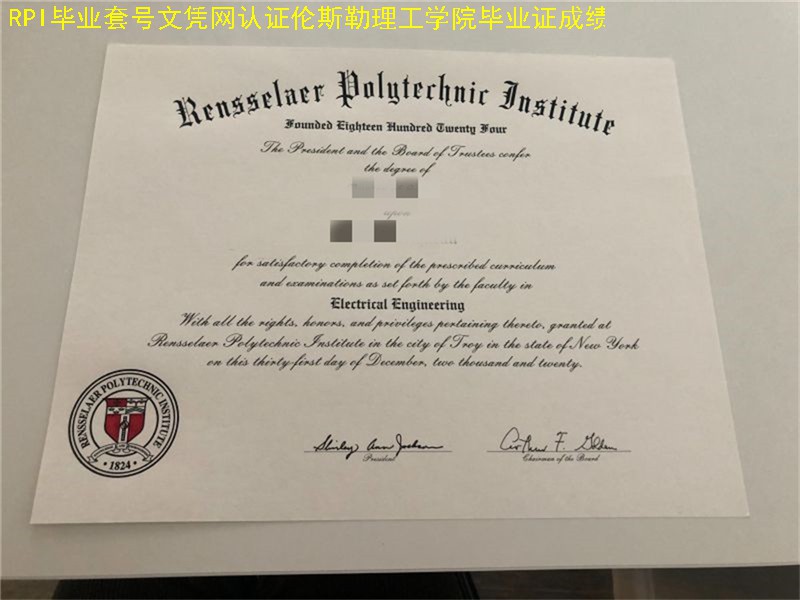 RPI毕业套号文凭网认证伦斯勒理工学院毕业证成绩
Rensselaer Polytechnic Institute
Founded Eighteen Hundred Twenty Four
The President and the Board of Trustees confer
the degree of
upon
for satisfactory completion of the prescribed curriculum
and examinations as set forth by the faculty in
Electrical Engineering
With all the rights, honors, and privileges pertaining thereto, granted at
Rensselaer Polytechnic Institute in the city of Troy in the state of New York
on this thirty-first day of December, two thousand and twenty.
RENSSELAER POLYTECHNIC INSTITUTE
1824
Shirley Ann Jackson
President
Chairman of the Board